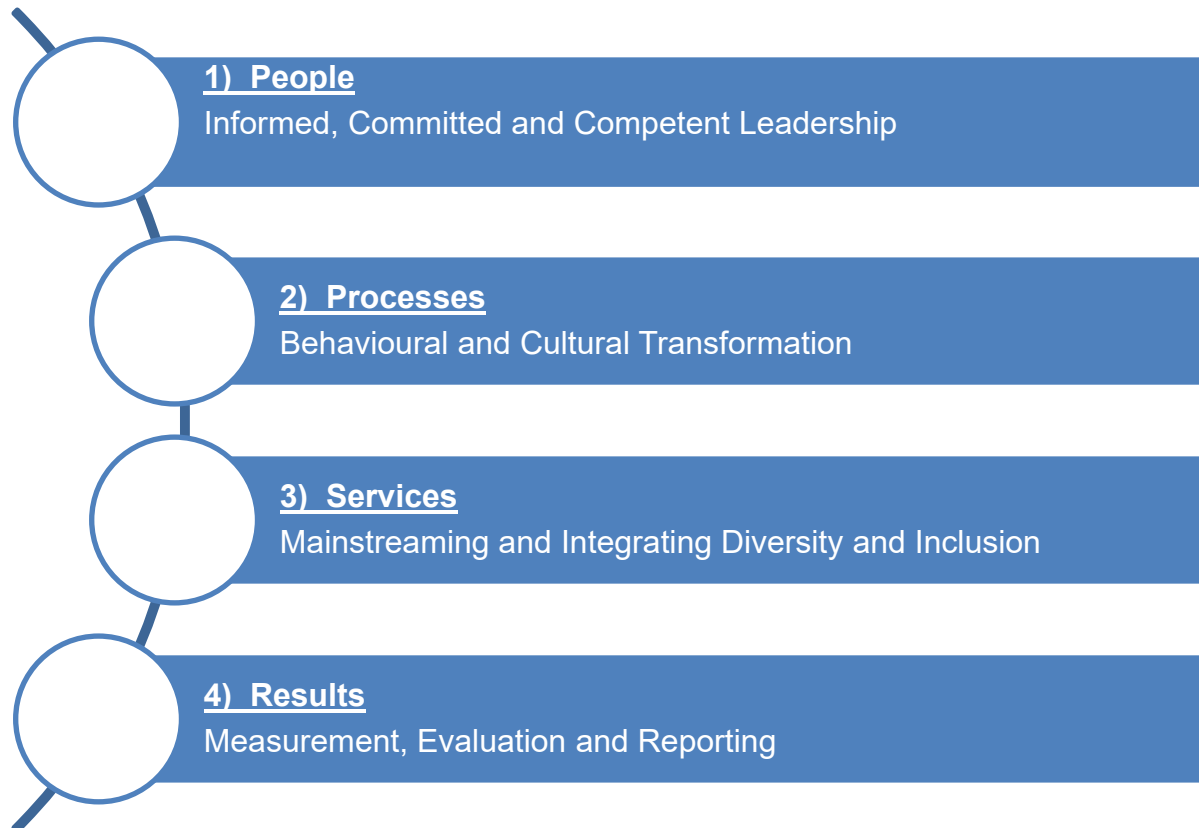 1) People
Informed, Committed and Competent Leadership
2) Processes
Behavioural and Cultural Transformation
3) Services
Mainstreaming and Integrating Diversity and Inclusion
4) Results
Measurement, Evaluation and Reporting